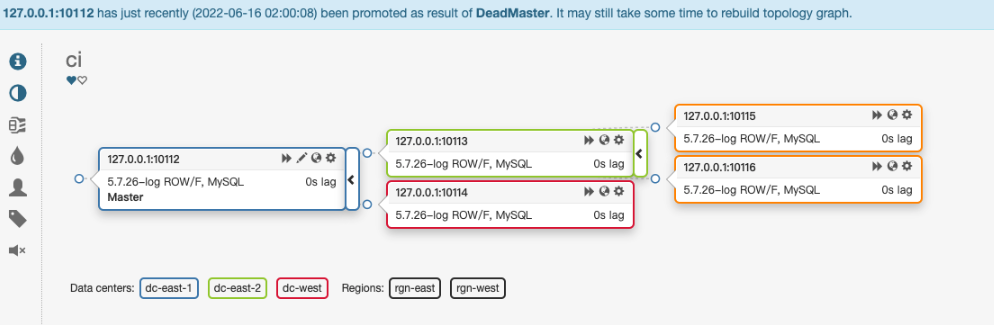 127.0.0.1:10112 has just recently (2022-06-16 02:00:08) been promoted as result of DeadMaster. It may still take some time to rebuild topology graph.
ci
127.0.0.1:10112
5.7.26-log ROW/F, MySQL 0s lag
Master
127.0.0.1:10113
5.7.26-log ROW/F, MySQL 0s lag
127.0.0.1:10114
5.7.26-log ROW/F, MySQL 0s lag
127.0.0.1:10115
5.7.26-log ROW/F, MySQL 0s lag
127.0.0.1:10116
5.7.26-log ROW/F, MySQL 0s lag
Data centers: dc-east-1 dc-east-2 dc-west Regions: rgn-east rgn-west